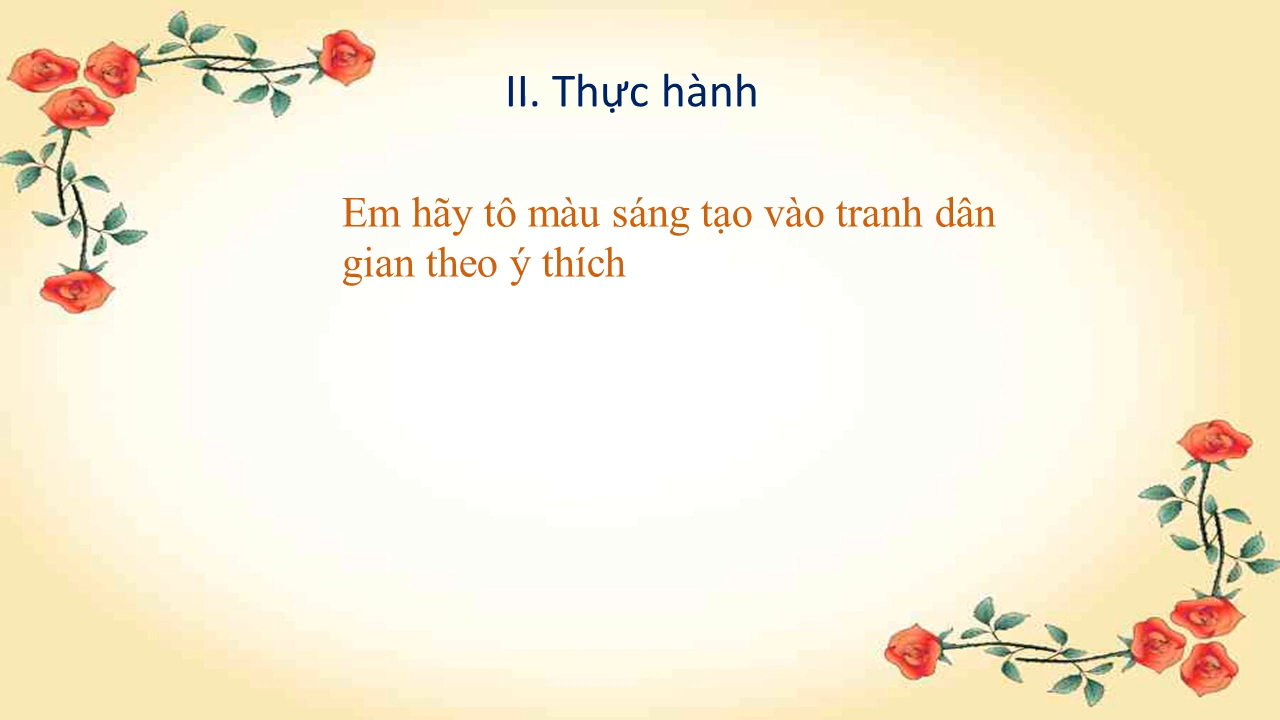 II. Thực hành
Em hãy tô màu sáng tạo vào tranh dân
gian theo ý thích